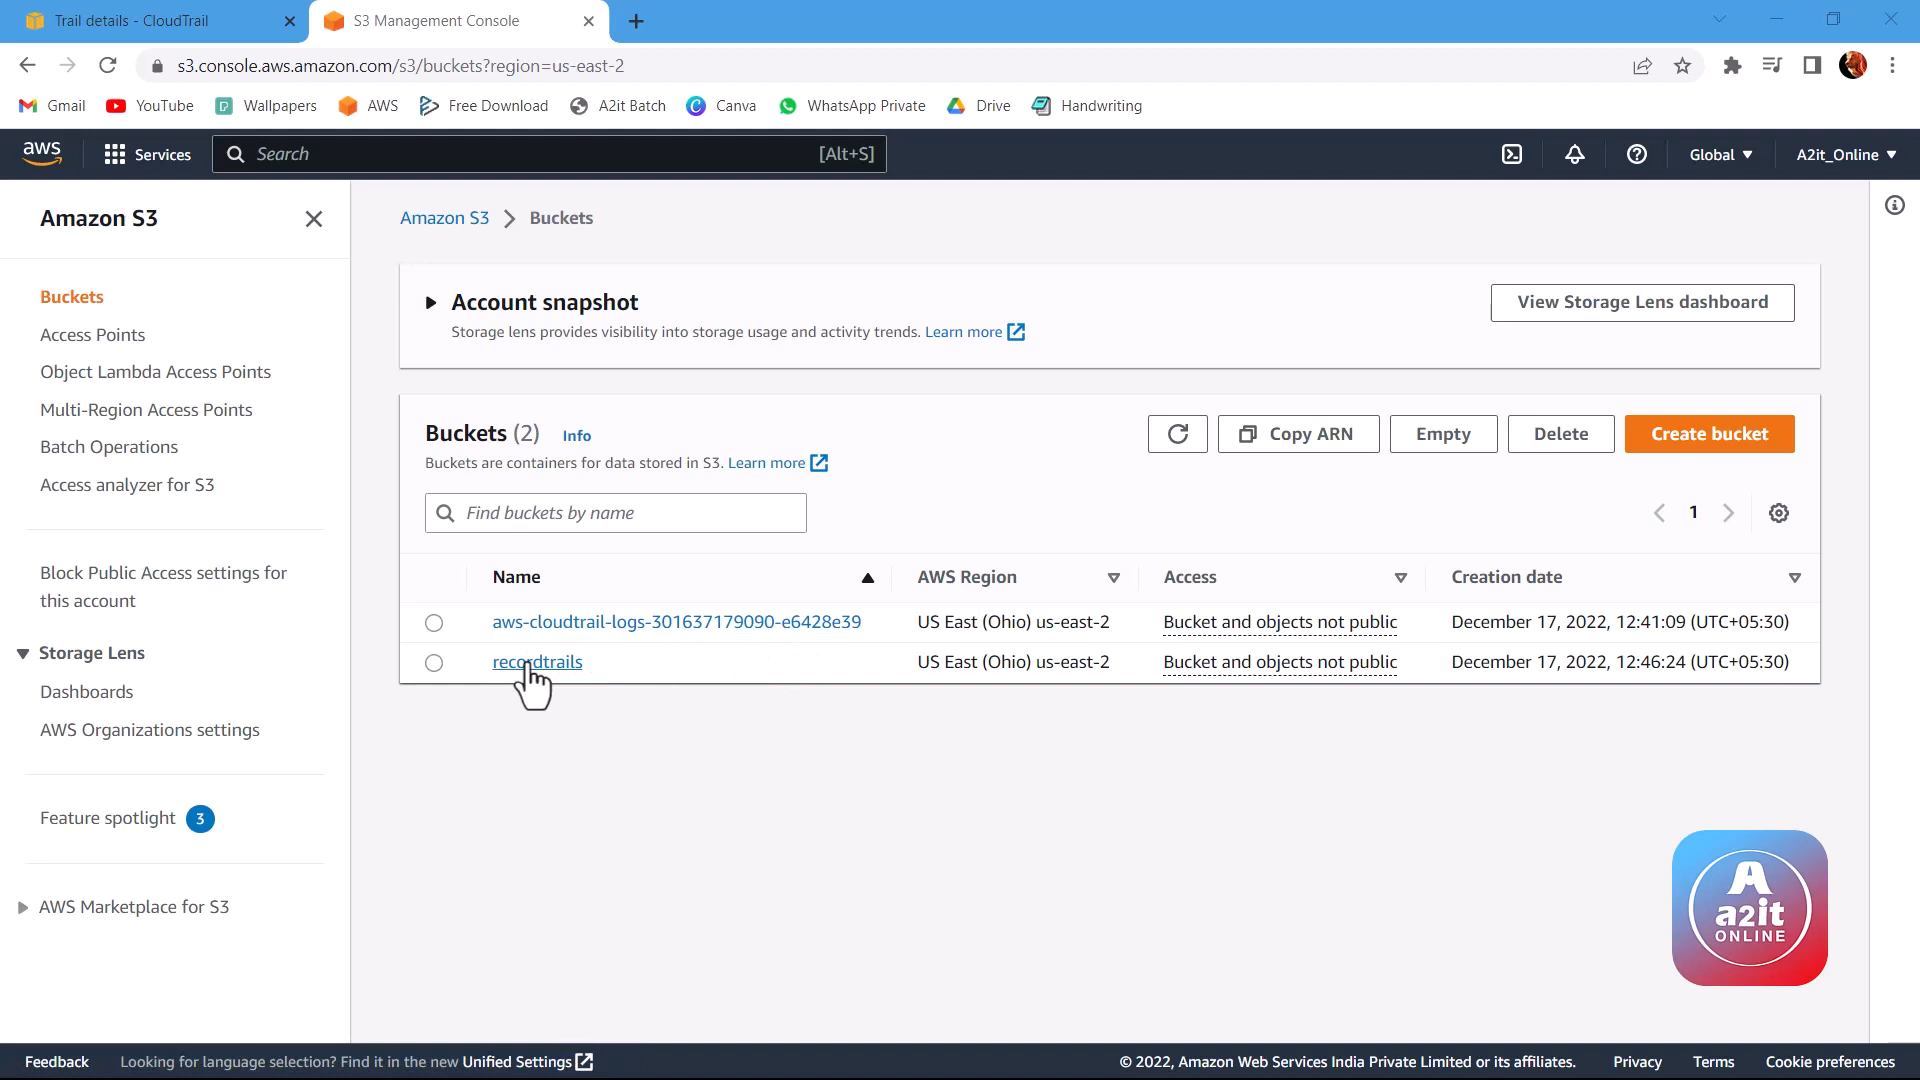 Trail details - CloudTrail
S3 Management Console
s3.console.aws.amazon.com/s3/buckets?region=us-east-2
Gmail
YouTube
Wallpapers
AWS
Free Download
A2it Batch
Canva
WhatsApp Private
Drive
Handwriting
aws
Services
Search
[Alt+S]
Global
A2it_Online
Amazon S3
Buckets
Access Points
Object Lambda Access Points
Multi-Region Access Points
Batch Operations
Access analyzer for S3
Block Public Access settings for
this account
Storage Lens
Dashboards
AWS Organizations settings
Feature spotlight 3
AWS Marketplace for S3
Amazon S3 Buckets
Account snapshot
Storage lens provides visibility into storage usage and activity trends. Learn more
View Storage Lens dashboard
Buckets (2) Info
Buckets are containers for data stored in S3. Learn more
Copy ARN
Empty
Delete
Create bucket
Find buckets by name
1
Name AWS Region Access Creation date
aws-cloudtrail-logs-301637179090-e6428e39 US East (Ohio) us-east-2 Bucket and objects not public December 17, 2022, 12:41:09 (UTC+05:30)
recordtrails US East (Ohio) us-east-2 Bucket and objects not public December 17, 2022, 12:46:24 (UTC+05:30)
A
a2it
ONLINE
Feedback Looking for language selection? Find it in the new Unified Settings © 2022, Amazon Web Services India Private Limited or its affiliates. Privacy Terms Cookie preferences